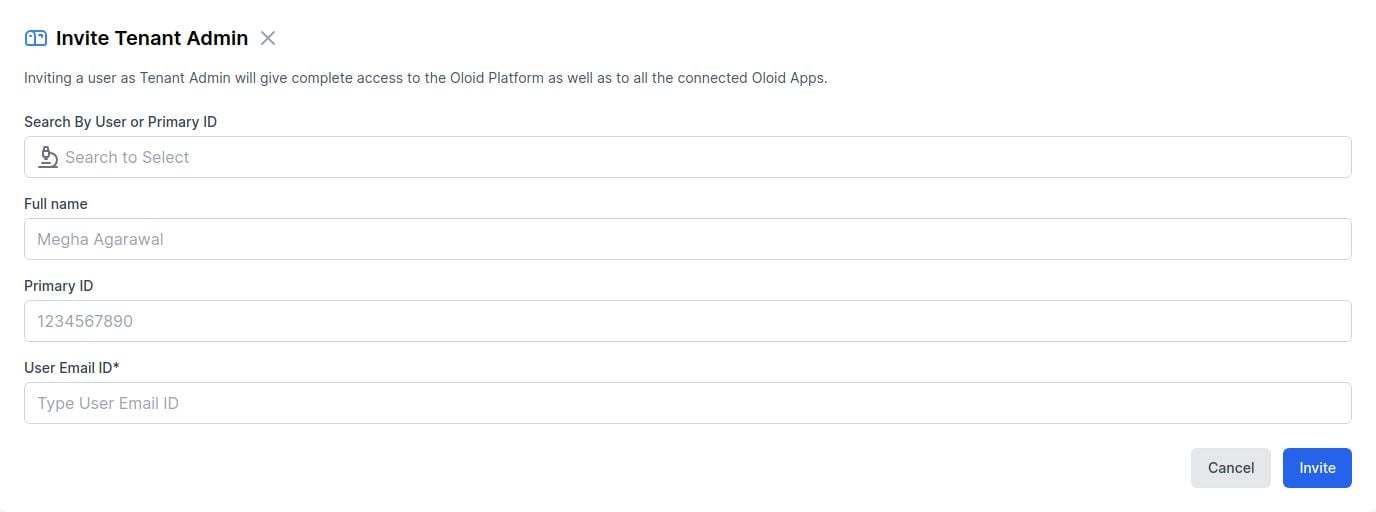 Invite Tenant Admin
Inviting a user as Tenant Admin will give complete access to the Oloid Platform as well as to all the connected Oloid Apps.
Search By User or Primary ID
Search to Select
Full name
Megha Agarawal
Primary ID
1234567890
User Email ID*
Type User Email ID
Cancel Invite